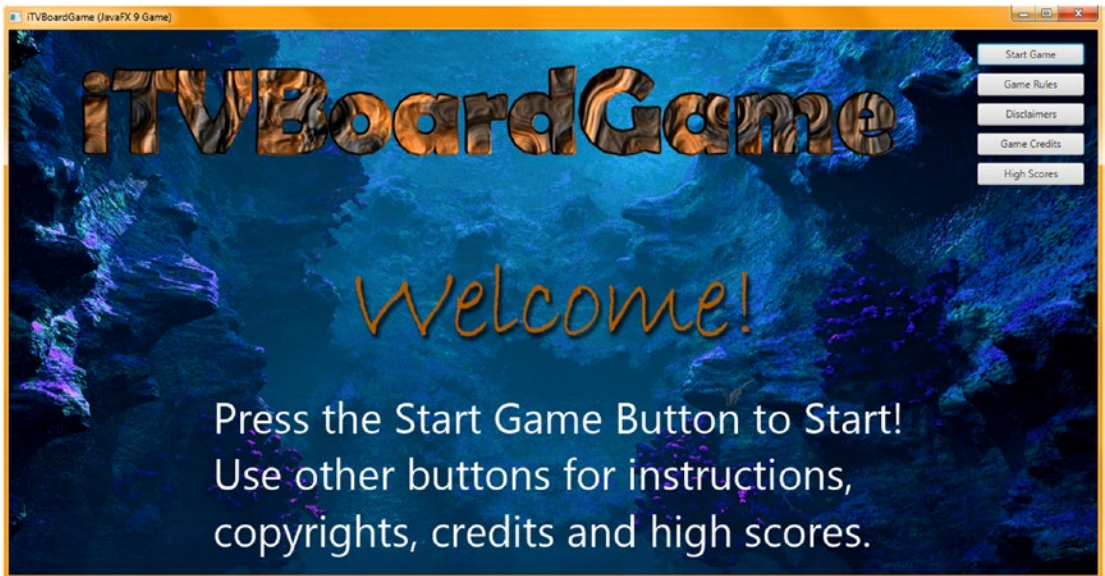 iTVBoardGame (JavaFX 9 Game)
iTVBoardGame
Start Game
Game Rules
Disclaimers
Game Credits
High Scores
Welcome!
Press the Start Game Button to Start!
Use other buttons for instructions,
copyrights, credits and high scores.